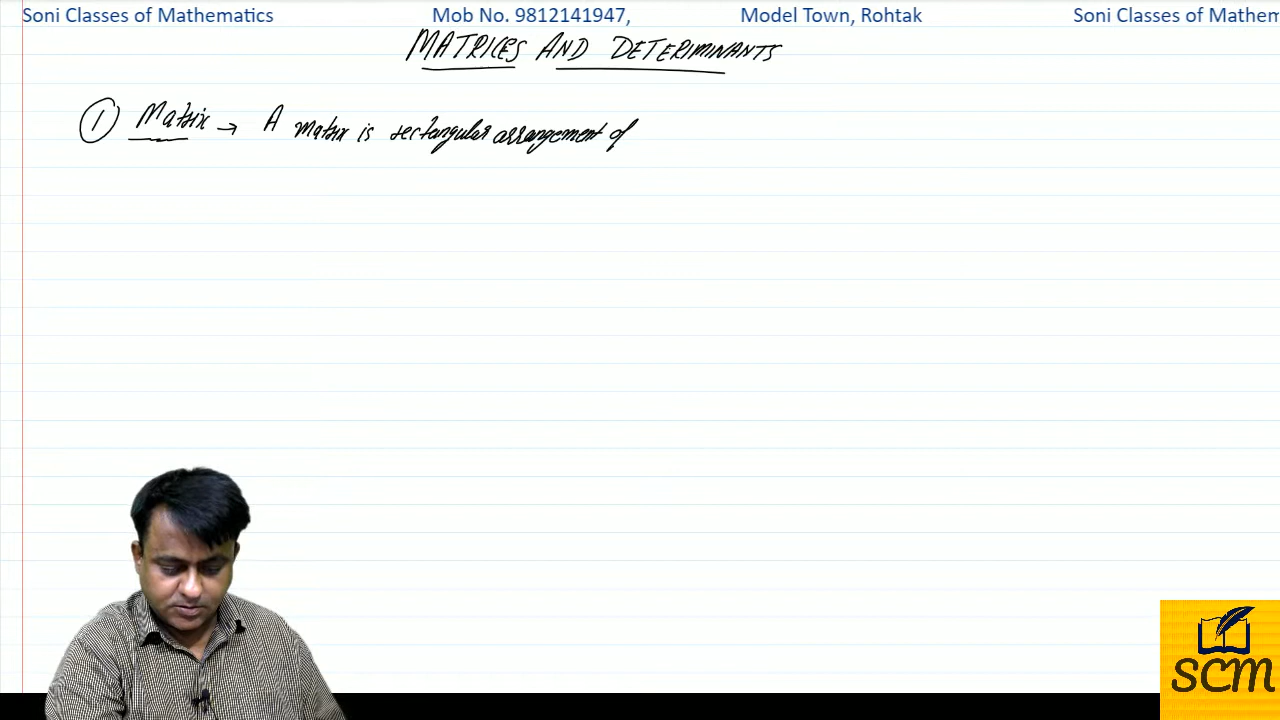 Soni Classes of Mathematics Mob No. 9812141947, Model Town, Rohtak Soni Classes of Mathem
MATRICES AND DETERIMINANTS
① Matrix → A matrix is rectangular arrangement of
SCM